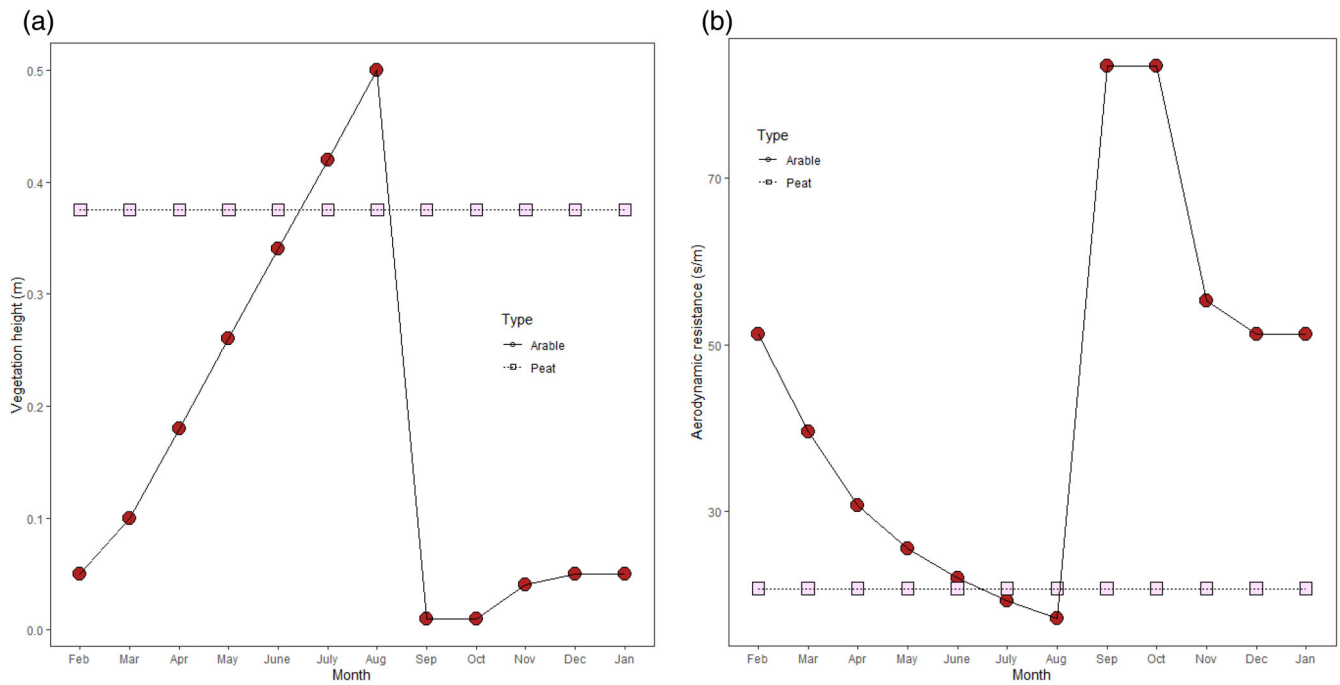 (a)
Vegetation height (m)
0.5
0.4
0.3
0.2
0.1
0.0
Type
Arable
Peat
Feb Mar Apr May June July Aug Sep Oct Nov Dec Jan
Month
(b)
Aerodynamic resistance (s/m)
70
50
30
Type
Arable
Peat
Feb Mar Apr May June July Aug Sep Oct Nov Dec Jan
Month